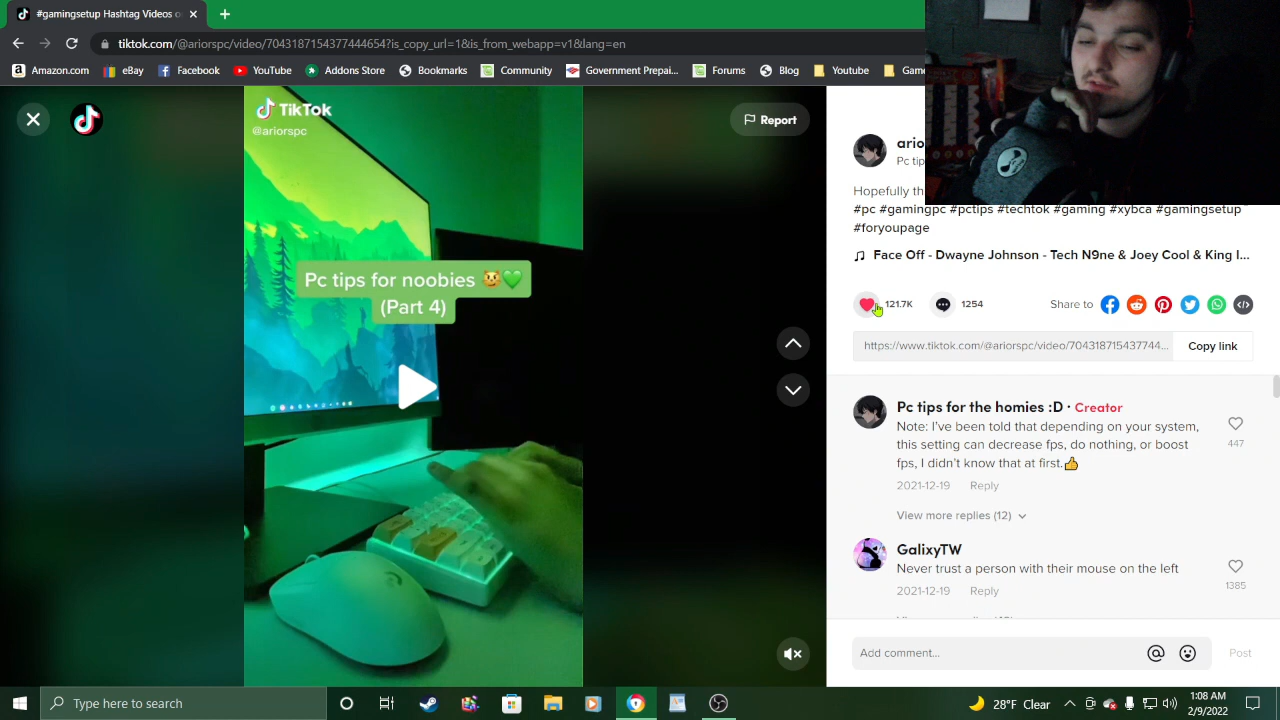 #gamingsetup Hashtag Videos o
tiktok.com/@ariorspc/video/7043187154377444654?is_copy_url=1&is_from_webapp=v1&lang=en
Amazon.com eBay Facebook YouTube Addons Store Bookmarks Community Government Prepai... Forums Blog Youtube Game
TikTok
@ariorspc
Report
Pc tips for noobies 😼💚
(Part 4)
ario
Pc tip
Hopefully th
#pc #gamingpc #pctips #techtok #gaming #xybca #gamingsetup
#foryoupage
Face Off - Dwayne Johnson - Tech N9ne & Joey Cool & King I...
121.7K 1254 Share to
https://www.tiktok.com/@ariorspc/video/704318715437744... Copy link
Pc tips for the homies :D · Creator
Note: I've been told that depending on your system,
this setting can decrease fps, do nothing, or boost
fps, I didn't know that at first.👍
447
2021-12-19 Reply
View more replies (12)
GalixyTW
Never trust a person with their mouse on the left
1385
2021-12-19 Reply
Add comment... Post
Type here to search
28°F Clear
1:08 AM
2/9/2022